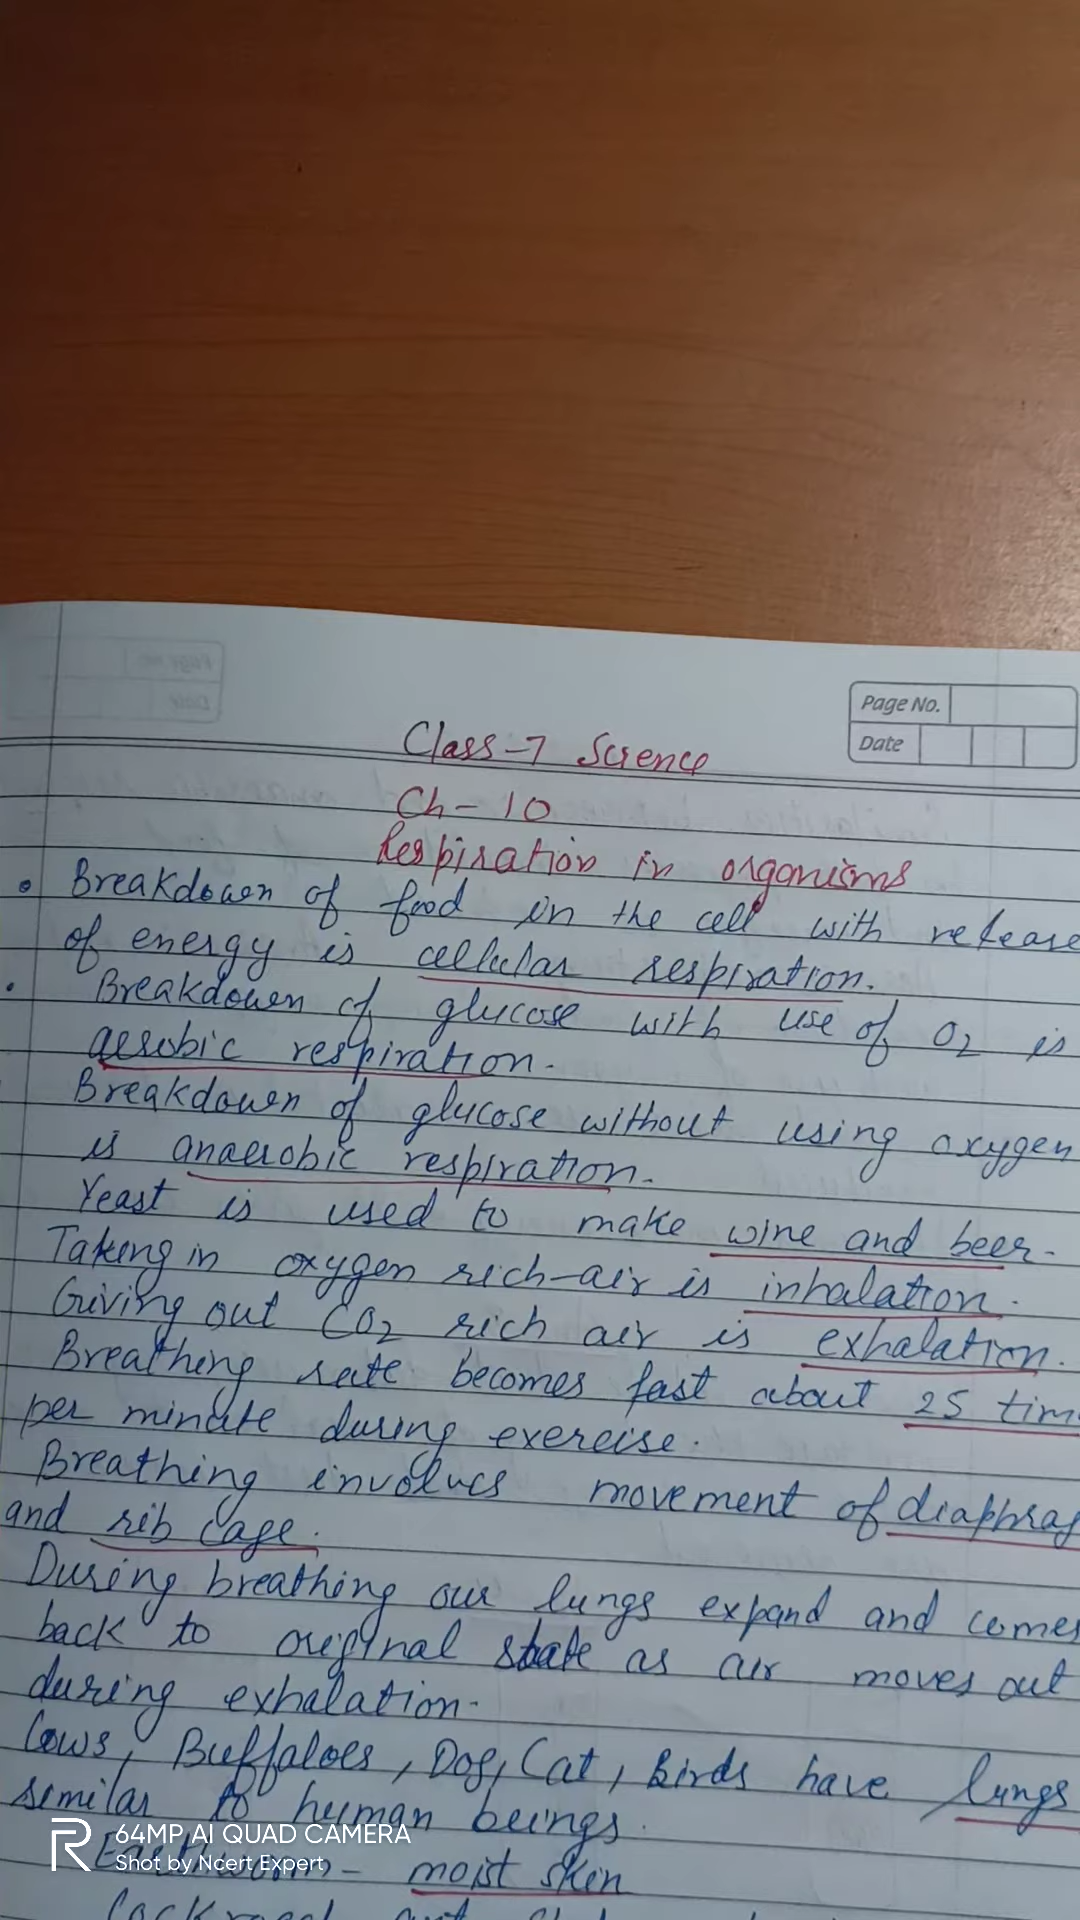 Page No.
Date
Class-7 Science
Ch-10
Respiration in organisms
• Breakdown of food in the cell with release
of energy is cellular respiration.
• Breakdown of glucose with use of O2 is
aerobic respiration.
Breakdown of glucose without using oxygen
is anaerobic respiration.
Yeast is used to make wine and beer.
Taking in oxygen rich-air is inhalation.
Giving out CO2 rich air is exhalation.
Breathing rate becomes fast about 25 tim
per minute during exercise.
Breathing involves movement of diaphrag
and rib cage.
During breathing our lungs expand and comes
back to original state as air moves out
during exhalation.
Cows, Buffaloes, Dog, Cat, Birds have lungs
similar to human beings.
Earthworm - moist skin
64MP AI QUAD CAMERA
Shot by Ncert Expert